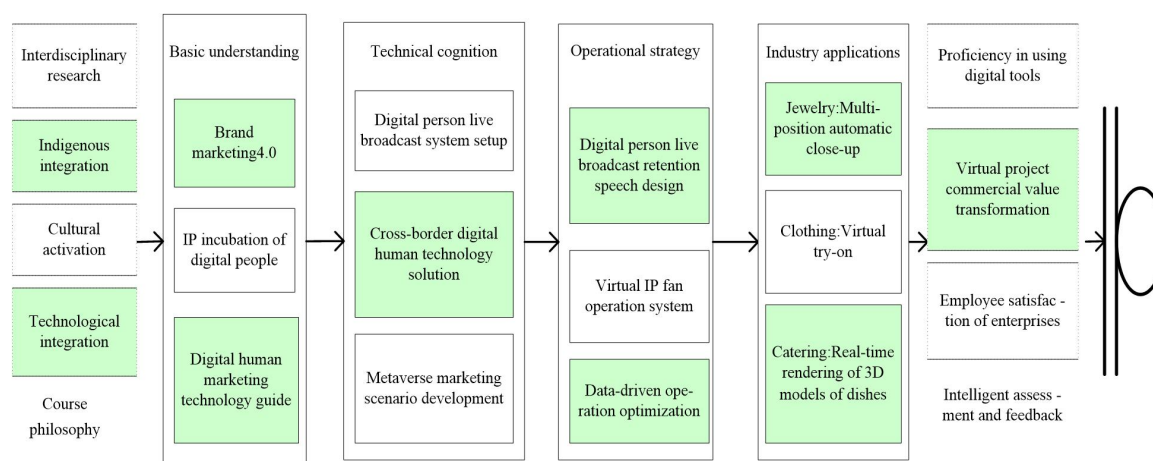 Interdisciplinary
research
Indigenous
integration
Cultural
activation
Technological
integration
Course
philosophy
Basic understanding
Brand
marketing4.0
IP incubation of
digital people
Digital human
marketing
technology guide
Technical cognition
Digital person live
broadcast system setup
Cross-border digital
human technology
solution
Metaverse marketing
scenario development
Operational strategy
Digital person live
broadcast retention
speech design
Virtual IP fan
operation system
Data-driven ope-
ration optimization
Industry applications
Jewelry:Multi-
position automatic
close-up
Clothing:Virtual
try-on
Catering:Real-time
rendering of 3D
models of dishes
Proficiency in using
digital tools
Virtual project
commercial value
transformation
Employee satisfac -
tion of enterprises
Intelligent assess -
ment and feedback